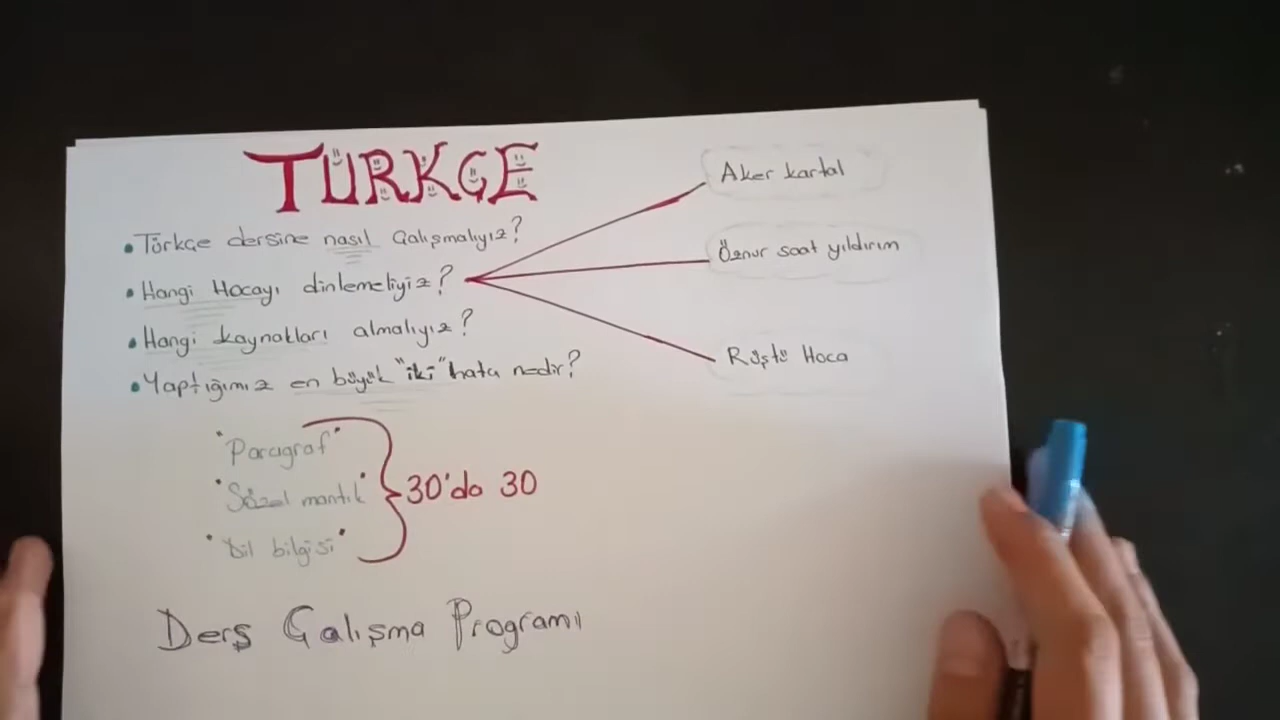 TÜRKÇE
• Türkçe dersine nasıl Çalışmalıyız?
• Hangi Hocayı dinlemeliyiz?
• Hangi kaynakları almalıyız?
• Yaptığımız en büyük "iki" hata nedir?
Aker kartal
Öznur saat yıldırım
Rüştü Hoca
"Paragraf"
"Sözel mantık"
"Dil bilgisi"
30'da 30
Ders Çalışma Programı